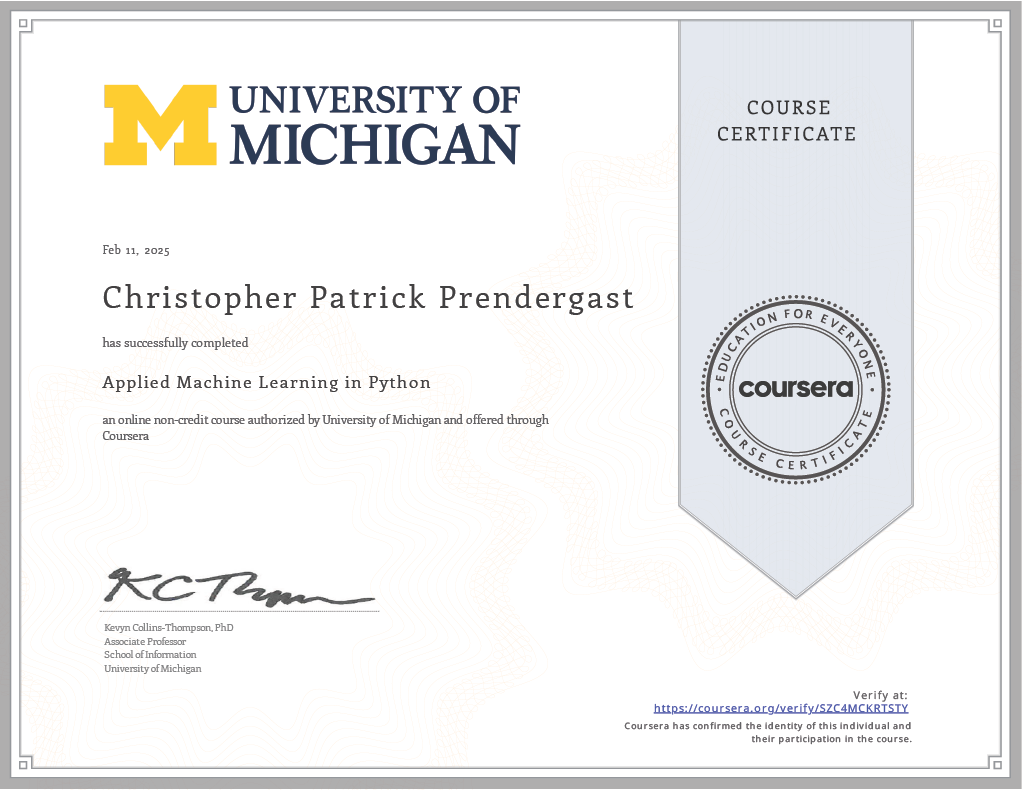 UNIVERSITY OF
MICHIGAN
COURSE
CERTIFICATE
Feb 11, 2025
Christopher Patrick Prendergast
has successfully completed
Applied Machine Learning in Python
an online non-credit course authorized by University of Michigan and offered through
Coursera
EDUCATION FOR EVERYONE
coursera
COURSE CERTIFICATE
KC Thompson
Kevyn Collins-Thompson, PhD
Associate Professor
School of Information
University of Michigan
Verify at:
https://coursera.org/verify/SZC4MCKRTSTY
Coursera has confirmed the identity of this individual and
their participation in the course.